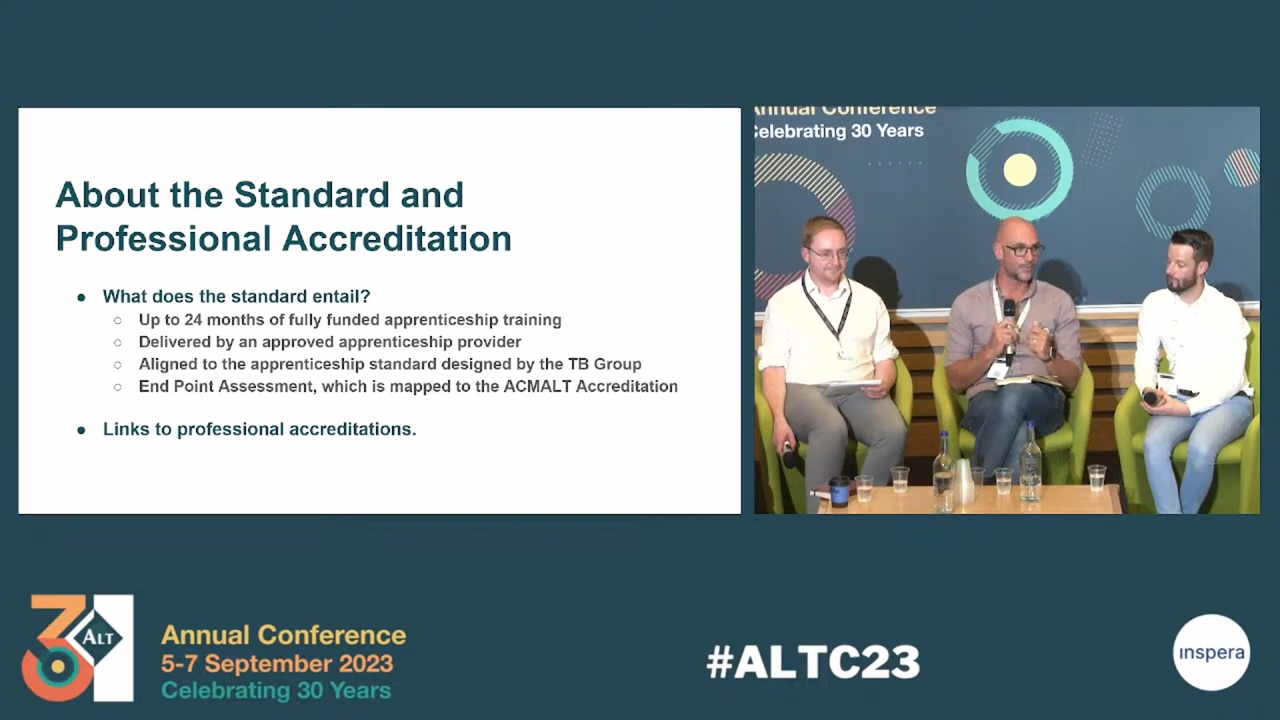 About the Standard and
Professional Accreditation
● What does the standard entail?
○ Up to 24 months of fully funded apprenticeship training
○ Delivered by an approved apprenticeship provider
○ Aligned to the apprenticeship standard designed by the TB Group
○ End Point Assessment, which is mapped to the ACMALT Accreditation
● Links to professional accreditations.
Annual Conference
Celebrating 30 Years
30
ALT
Annual Conference
5-7 September 2023
Celebrating 30 Years
#ALTC23
inspera